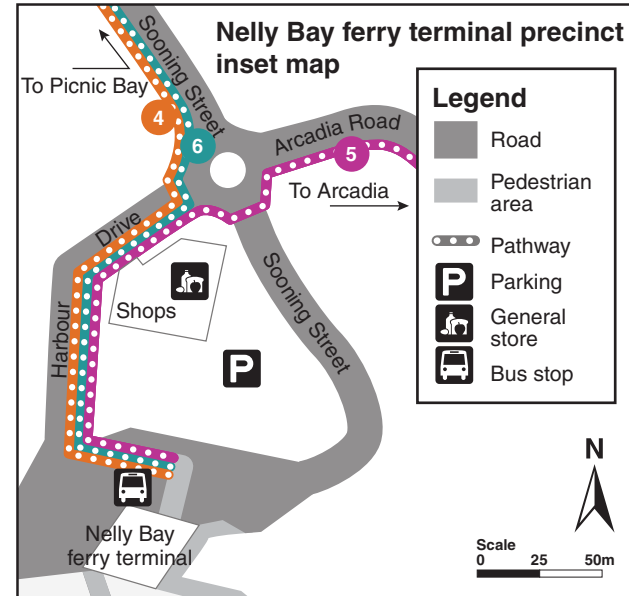 Nelly Bay ferry terminal precinct
inset map
Sooning Street
To Picnic Bay
4
6
5
Arcadia Road
To Arcadia
Harbour Drive
Shops
P
Sooning Street
Nelly Bay
ferry terminal
Legend
Road
Pedestrian
area
Pathway
P
Parking
General
store
Bus stop
N
Scale
0 25 50m